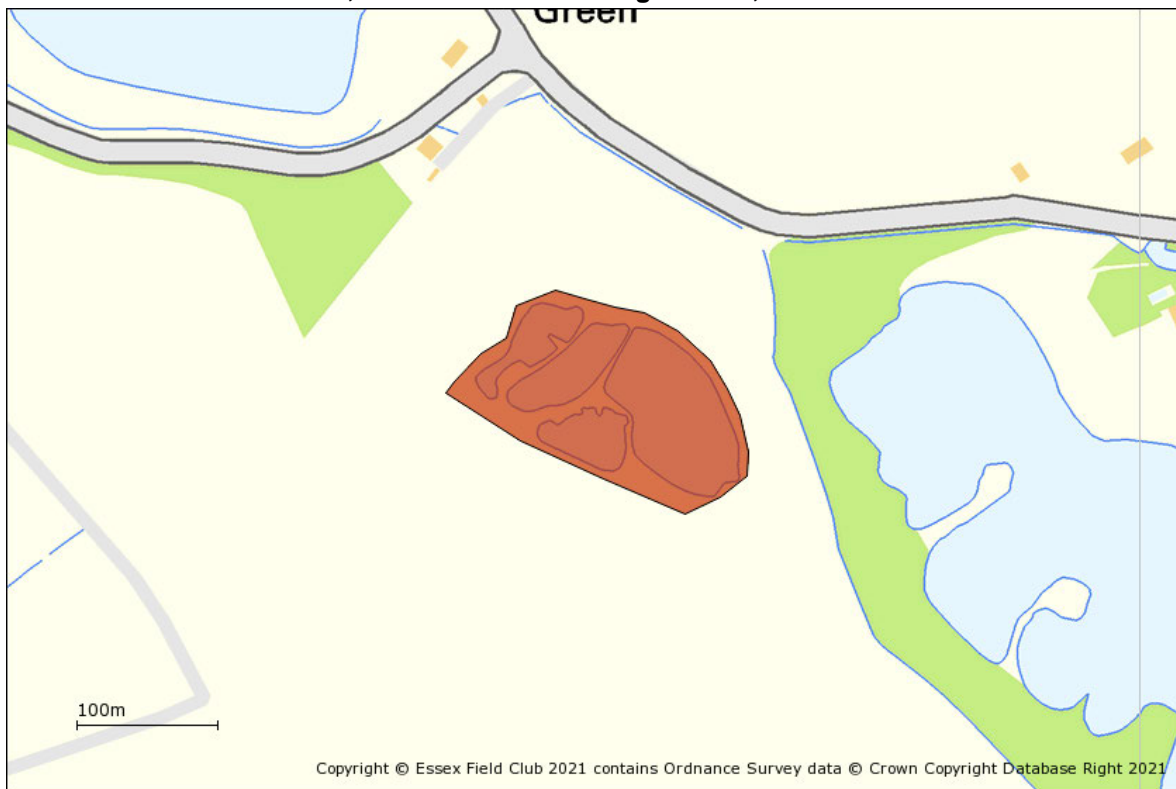 Green
100m
Copyright © Essex Field Club 2021 contains Ordnance Survey data © Crown Copyright Database Right 2021